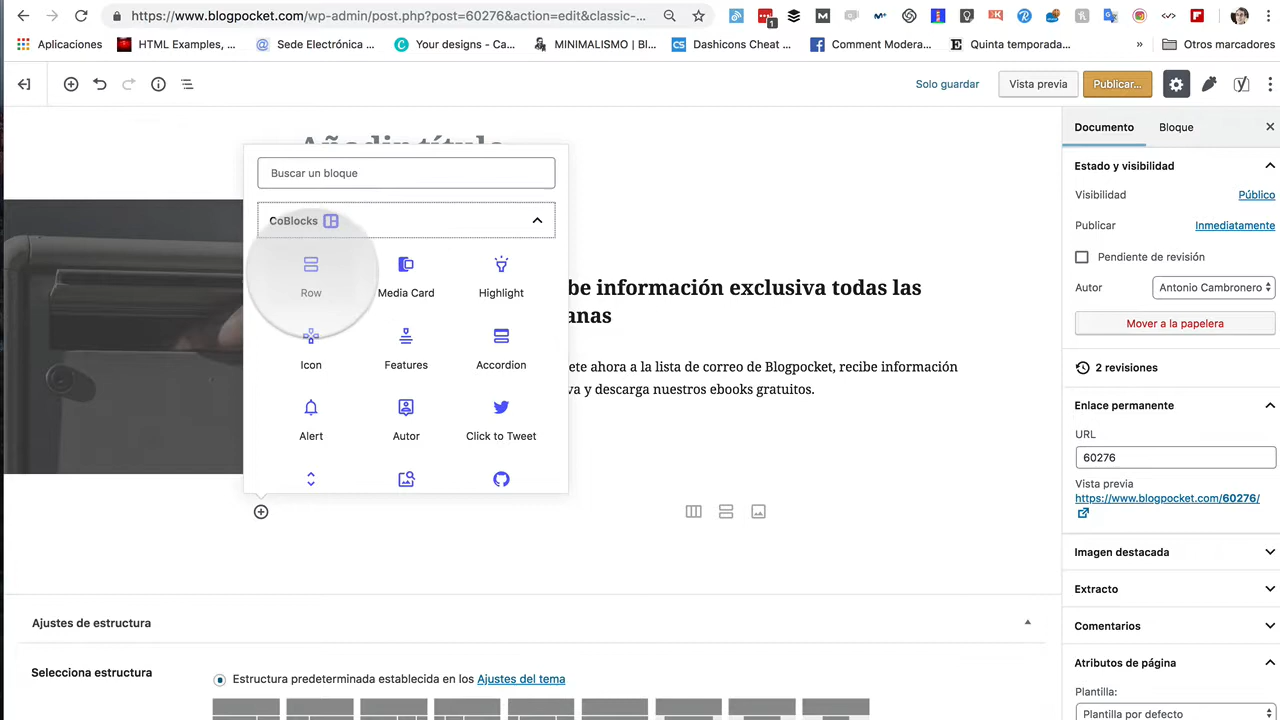 https://www.blogpocket.com/wp-admin/post.php?post=60276&action=edit&classic-...
1
Aplicaciones
HTML Examples, ...
Sede Electrónica ...
Your designs - Ca...
MINIMALISMO | Bl...
CS
Dashicons Cheat ...
Comment Modera...
Quinta temporada...
»
Otros marcadores
Solo guardar
Vista previa
Publicar...
Añadir título
Documento
Bloque
Buscar un bloque
Estado y visibilidad
Visibilidad
Público
CoBlocks
Publicar
Inmediatamente
Pendiente de revisión
Row
Media Card
Highlight
be información exclusiva todas las
anas
Autor
Antonio Cambronero
Mover a la papelera
Icon
Features
Accordion
ete ahora a la lista de correo de Blogpocket, recibe información
va y descarga nuestros ebooks gratuitos.
2 revisiones
Enlace permanente
Alert
Autor
Click to Tweet
URL
60276
Vista previa
https://www.blogpocket.com/60276/
Imagen destacada
Extracto
Ajustes de estructura
Comentarios
Selecciona estructura
Estructura predeterminada establecida en los Ajustes del tema
Atributos de página
Plantilla:
Plantilla por defecto